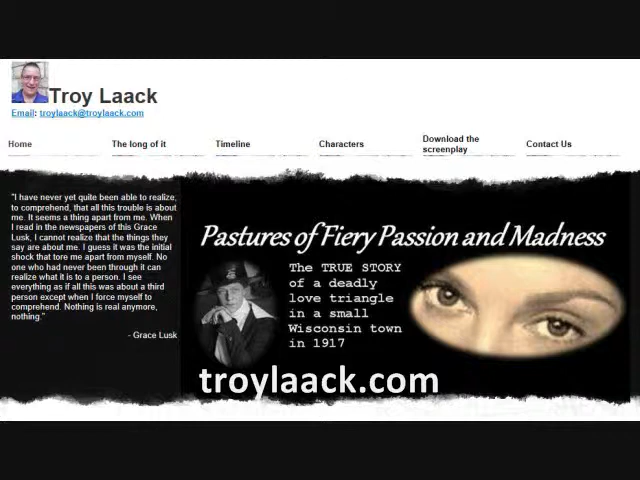 Troy Laack
Email: troylaack@troylaack.com
Home
The long of it
Timeline
Characters
Download the
screenplay
Contact Us
"I have never yet quite been able to realize,
to comprehend, that all this trouble is about
me. It seems a thing apart from me. When
I read in the newspapers of this Grace
Lusk, I cannot realize that the things they
say are about me. I guess it was the initial
shock that tore me apart from myself. No
one who had never been through it can
realize what it is to a person. I see
everything as if all this was about a third
person except when I force myself to
comprehend. Nothing is real anymore,
nothing."
- Grace Lusk
Pastures of Fiery Passion and Madness
The TRUE STORY
of a deadly
love triangle
in a small
Wisconsin town
in 1917
troylaack.com